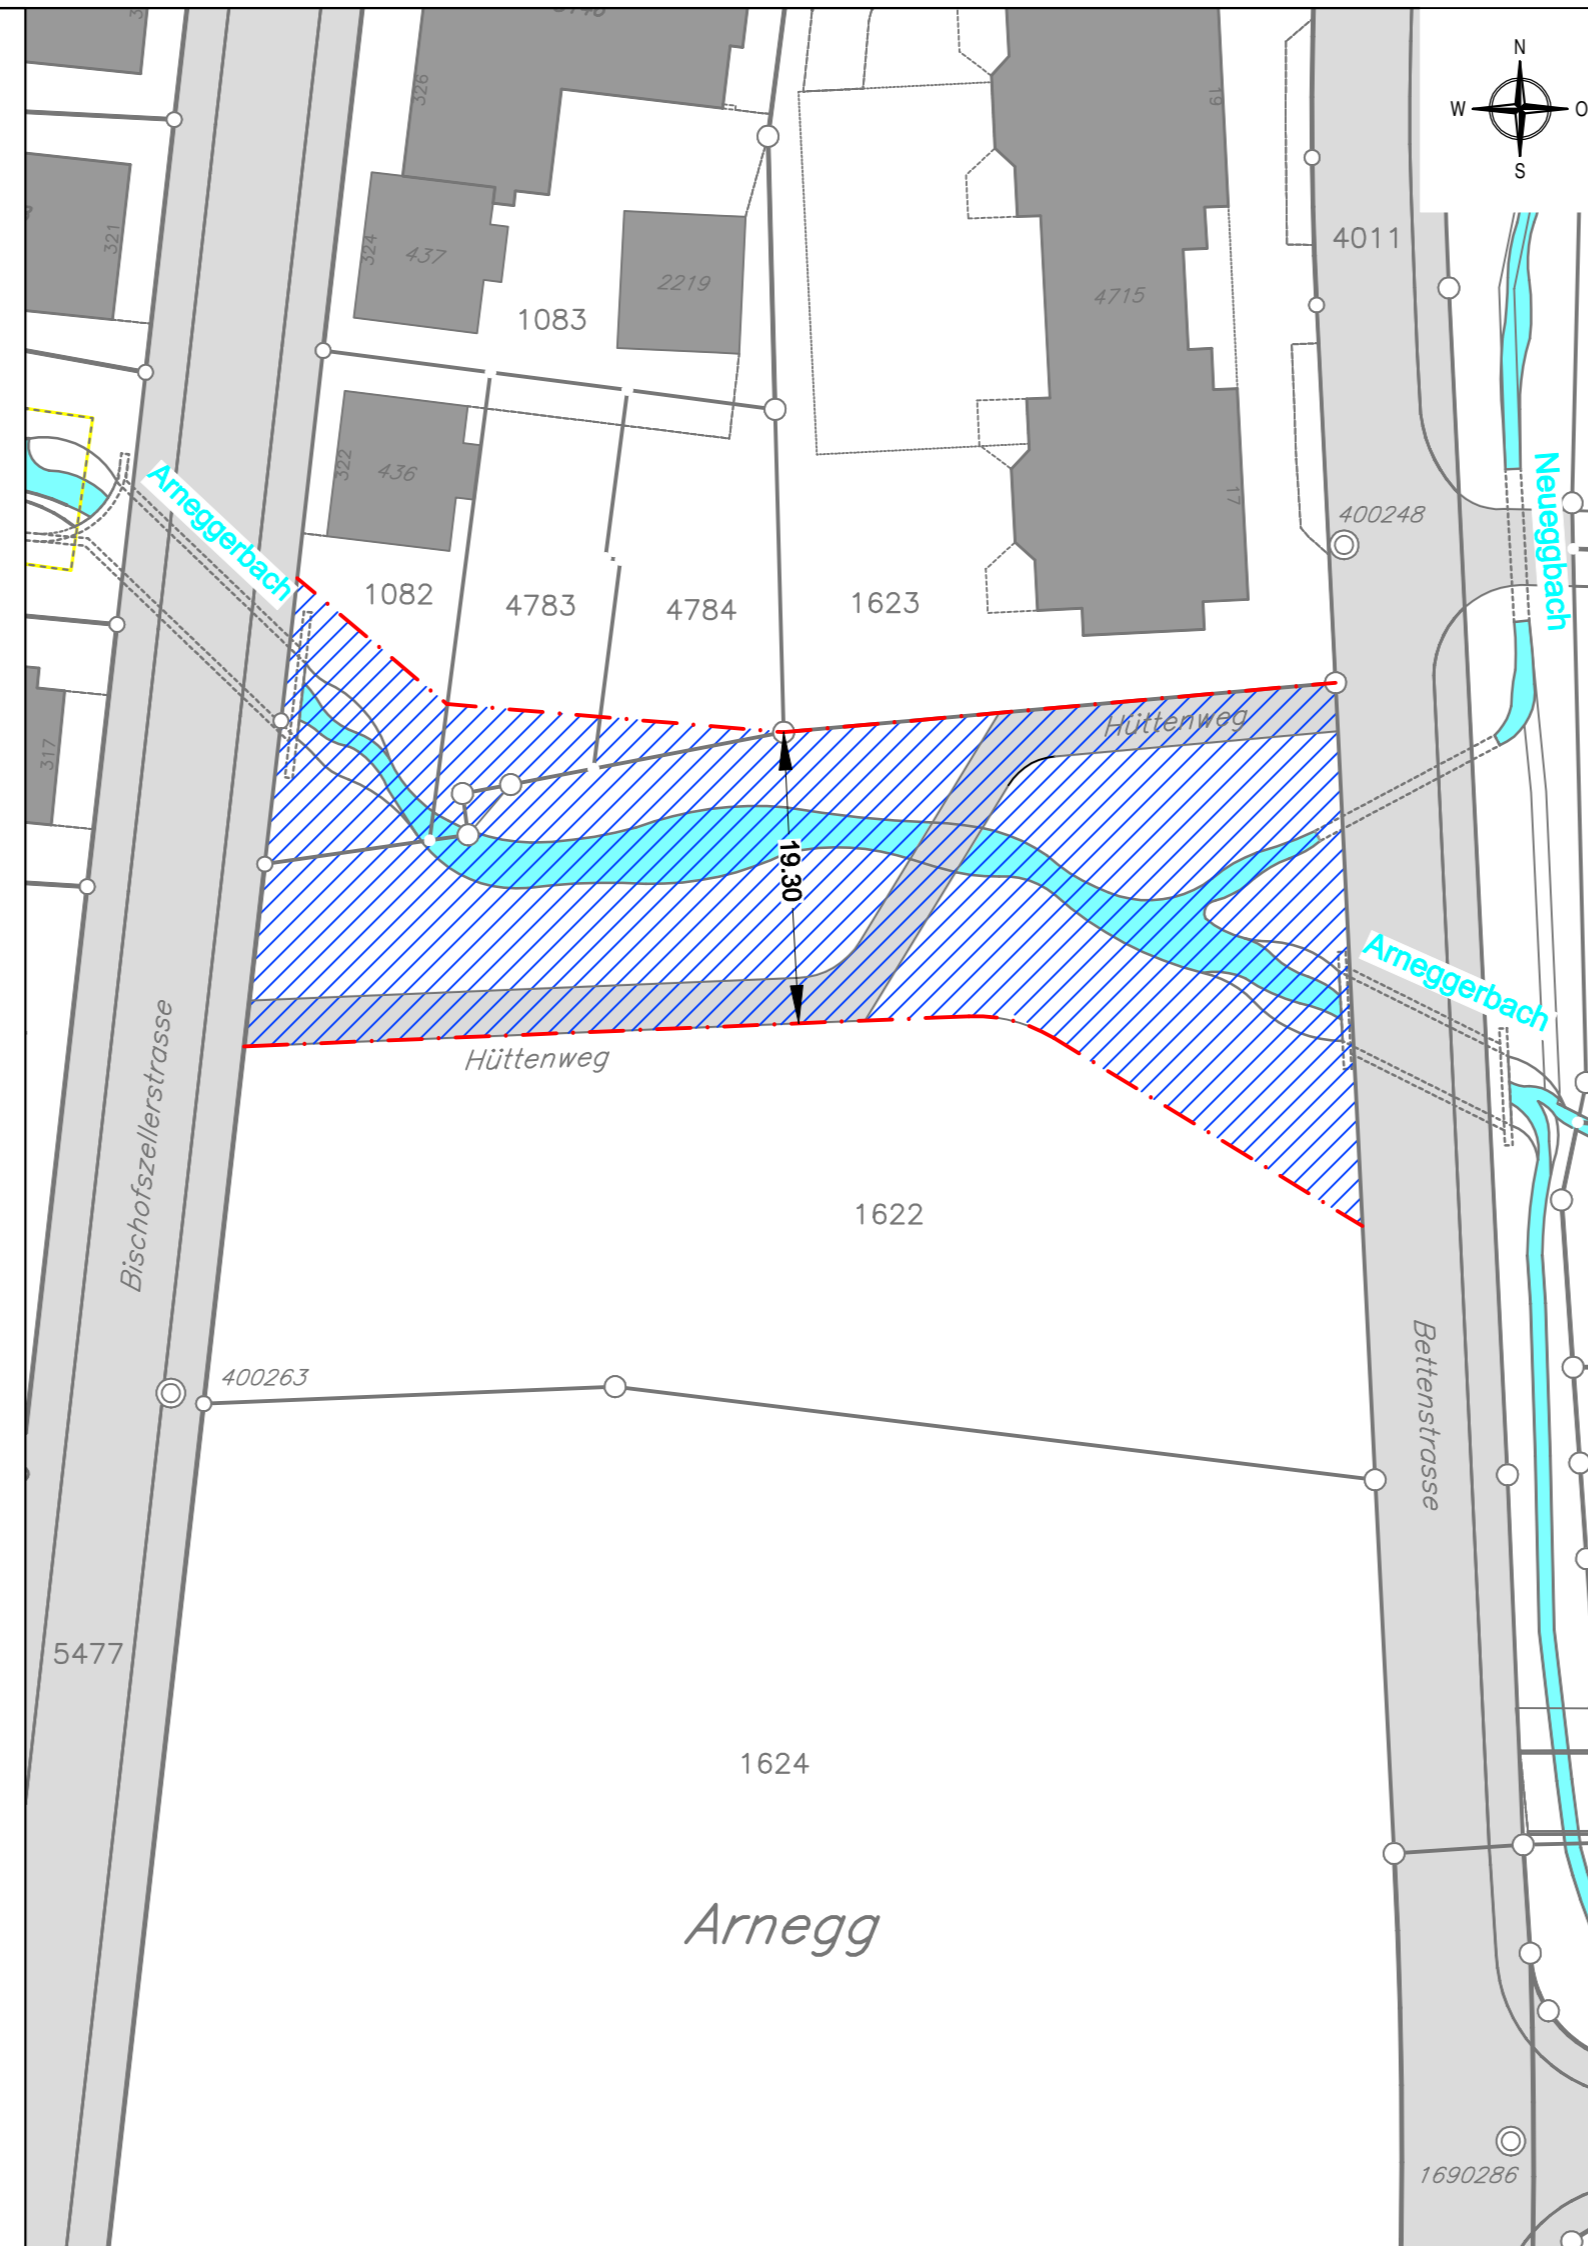 N
W
O
S
326
19
321
324
437
2219
4011
4715
1083
322
436
17
400248
Arneggerbach
Neueggbach
1082
4783
4784
1623
317
Hüttenweg
19.30
Arneggerbach
Hüttenweg
Bischofszellerstrasse
1622
400263
Bettenstrasse
5477
1624
Arnegg
1690286